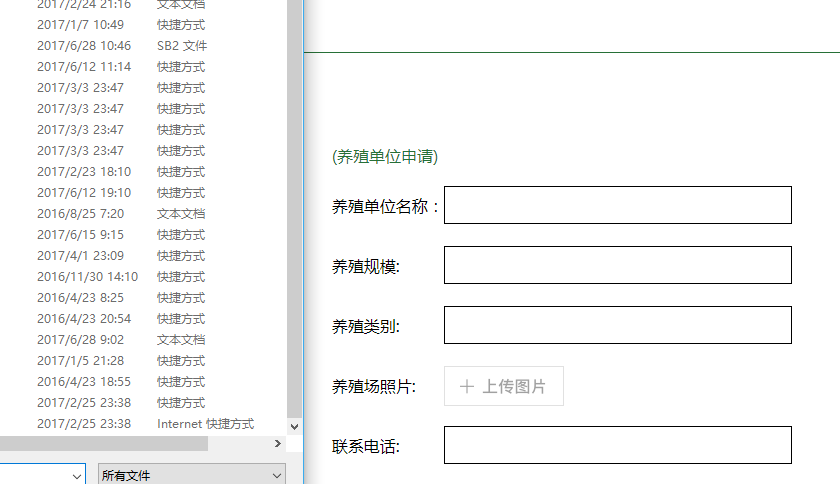 2017/2/24 21:16 文本文档
2017/1/7 10:49 快捷方式
2017/6/28 10:46 SB2 文件
2017/6/12 11:14 快捷方式
2017/3/3 23:47 快捷方式
2017/3/3 23:47 快捷方式
2017/3/3 23:47 快捷方式
2017/3/3 23:47 快捷方式
2017/2/23 18:10 快捷方式
2017/6/12 19:10 快捷方式
2016/8/25 7:20 文本文档
2017/6/15 9:15 快捷方式
2017/4/1 23:09 快捷方式
2016/11/30 14:10 快捷方式
2016/4/23 8:25 快捷方式
2016/4/23 20:54 快捷方式
2017/6/28 9:02 文本文档
2017/1/5 21:28 快捷方式
2016/4/23 18:55 快捷方式
2017/2/25 23:38 快捷方式
2017/2/25 23:38 Internet 快捷方式
所有文件
(养殖单位申请)
养殖单位名称：
养殖规模:
养殖类别:
养殖场照片:
+ 上传图片
联系电话: